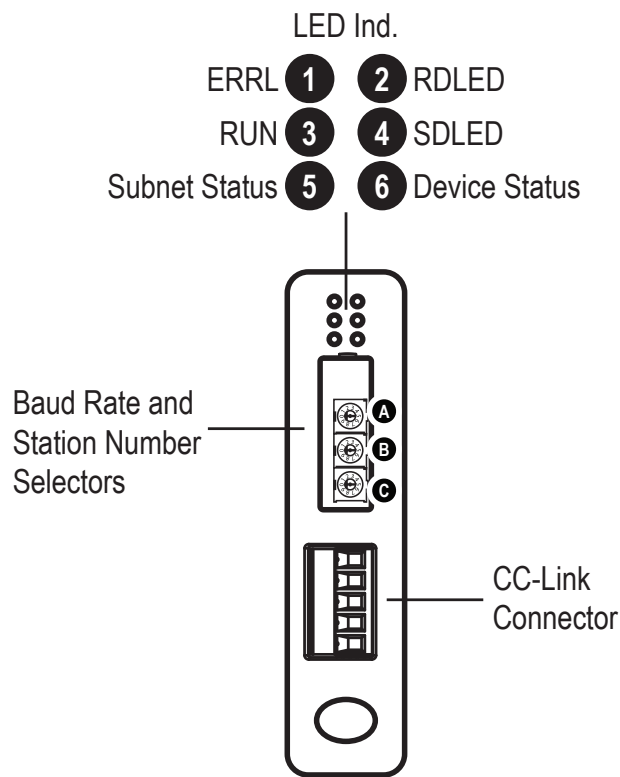 LED Ind.
ERRL 1 2 RDLED
RUN 3 4 SDLED
Subnet Status 5 6 Device Status
Baud Rate and
Station Number
Selectors
A
B
C
CC-Link
Connector